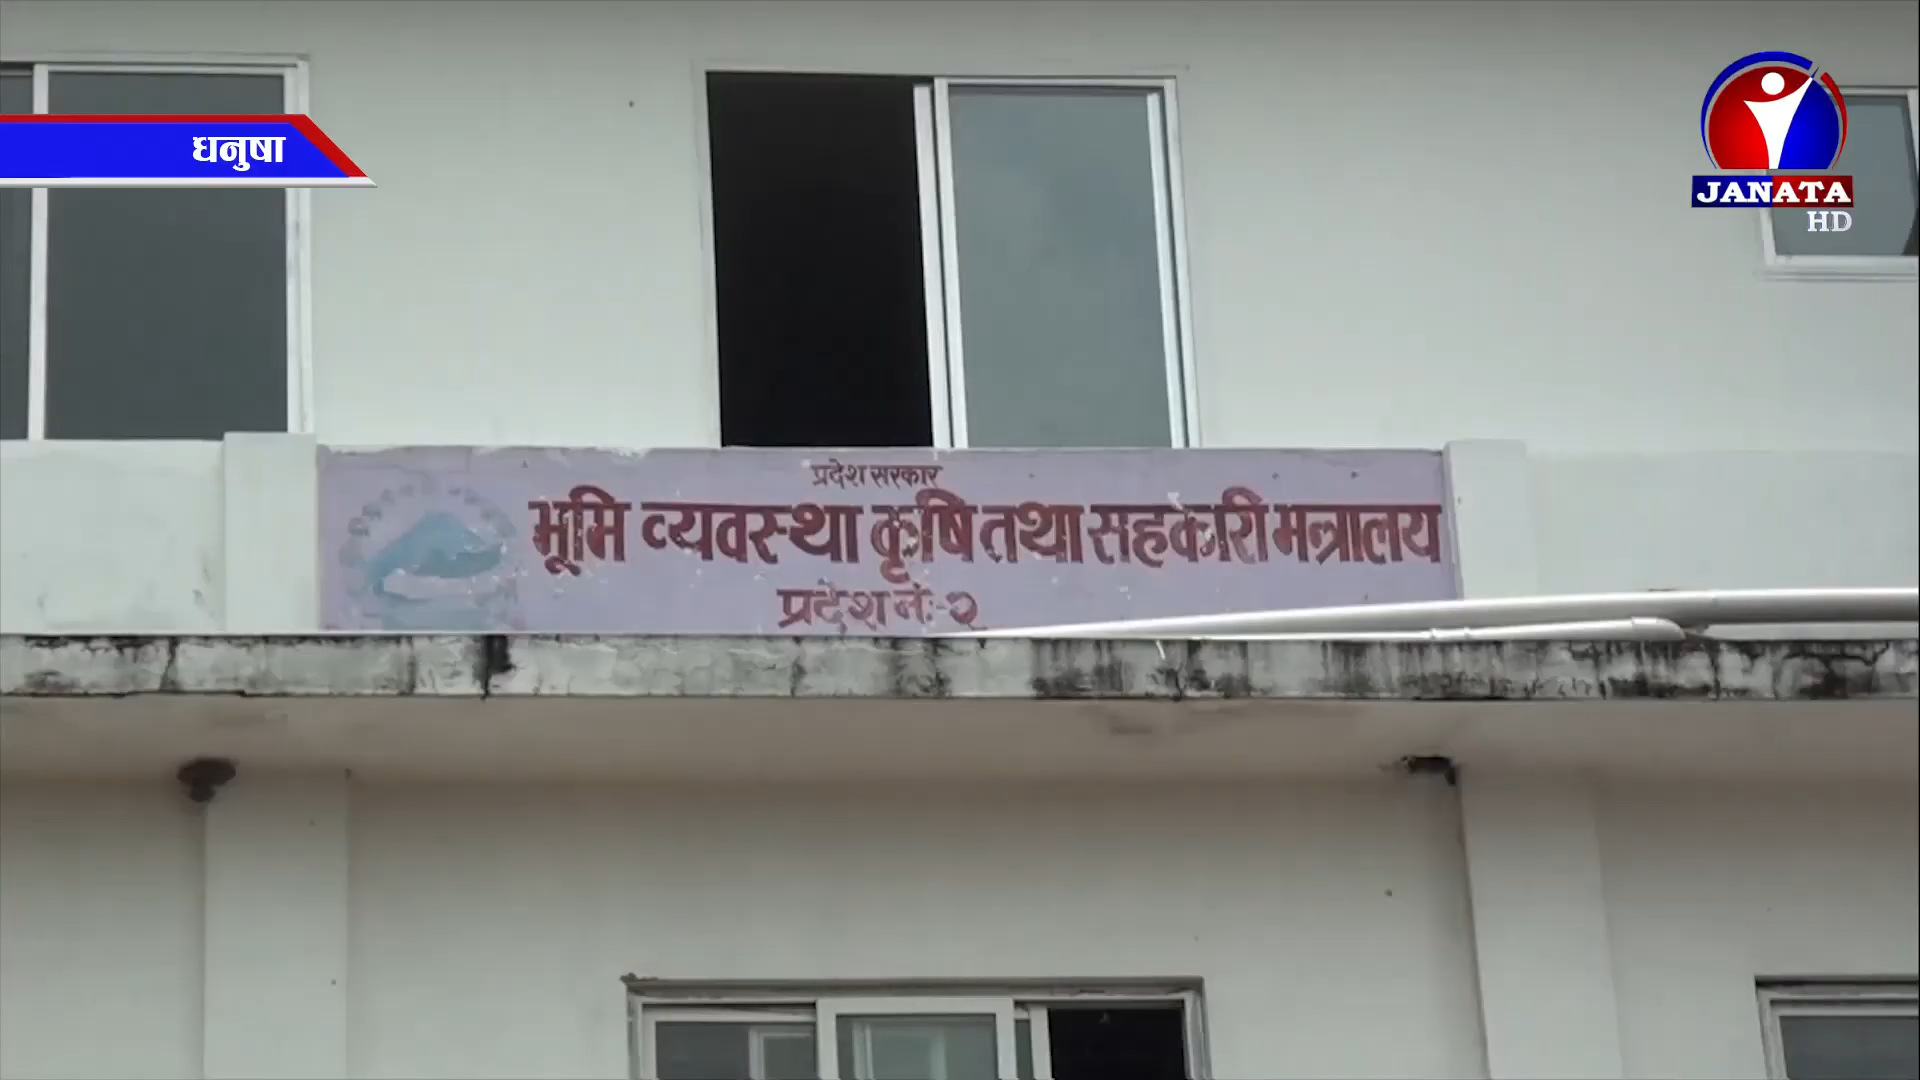 धनुषा
JANATA
HD
प्रदेश सरकार
भूमि व्यवस्था कृषि तथा सहकारी मन्त्रालय
प्रदेश नं:-२